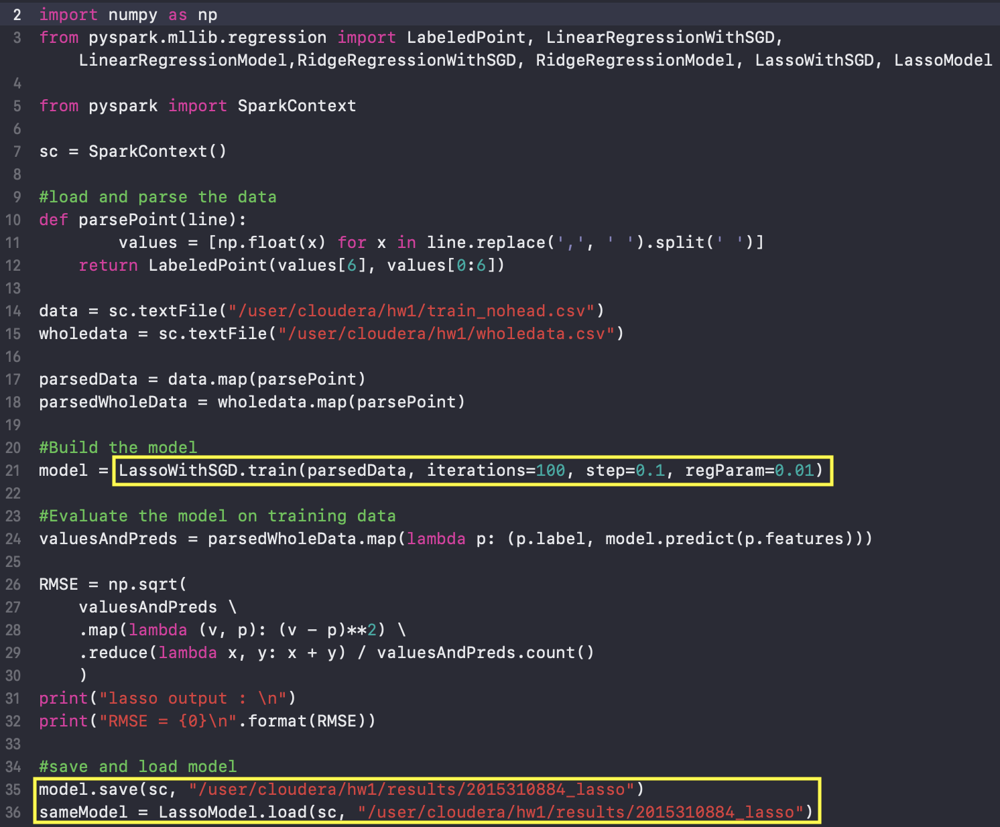 2 import numpy as np
3 from pyspark.mllib.regression import LabeledPoint, LinearRegressionWithSGD,
LinearRegressionModel,RidgeRegressionWithSGD, RidgeRegressionModel, LassoWithSGD, LassoModel
4
5 from pyspark import SparkContext
6
7 sc = SparkContext()
8
9 #load and parse the data
10 def parsePoint(line):
11         values = [np.float(x) for x in line.replace(',', ' ').split(' ')]
12     return LabeledPoint(values[6], values[0:6])
13
14 data = sc.textFile("/user/cloudera/hw1/train_nohead.csv")
15 wholedata = sc.textFile("/user/cloudera/hw1/wholedata.csv")
16
17 parsedData = data.map(parsePoint)
18 parsedWholeData = wholedata.map(parsePoint)
19
20 #Build the model
21 model = LassoWithSGD.train(parsedData, iterations=100, step=0.1, regParam=0.01)
22
23 #Evaluate the model on training data
24 valuesAndPreds = parsedWholeData.map(lambda p: (p.label, model.predict(p.features)))
25
26 RMSE = np.sqrt(
27     valuesAndPreds \
28     .map(lambda (v, p): (v - p)**2) \
29     .reduce(lambda x, y: x + y) / valuesAndPreds.count()
30     )
31 print("lasso output : \n")
32 print("RMSE = {0}\n".format(RMSE))
33
34 #save and load model
35 model.save(sc, "/user/cloudera/hw1/results/2015310884_lasso")
36 sameModel = LassoModel.load(sc, "/user/cloudera/hw1/results/2015310884_lasso")